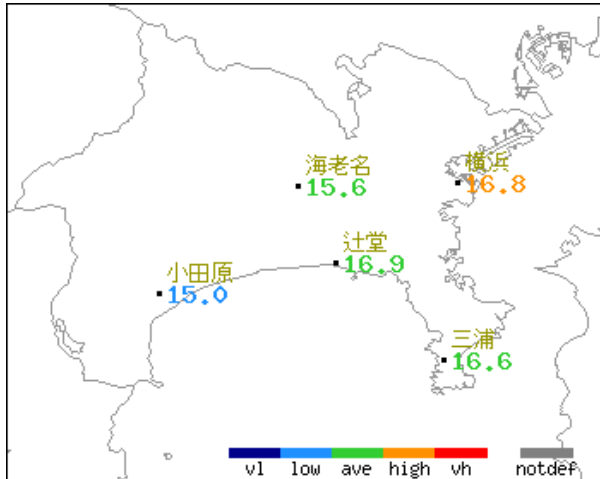 海老名
15.6
横浜
16.8
辻堂
16.9
小田原
15.0
三浦
16.6
vl low ave high vh notdef